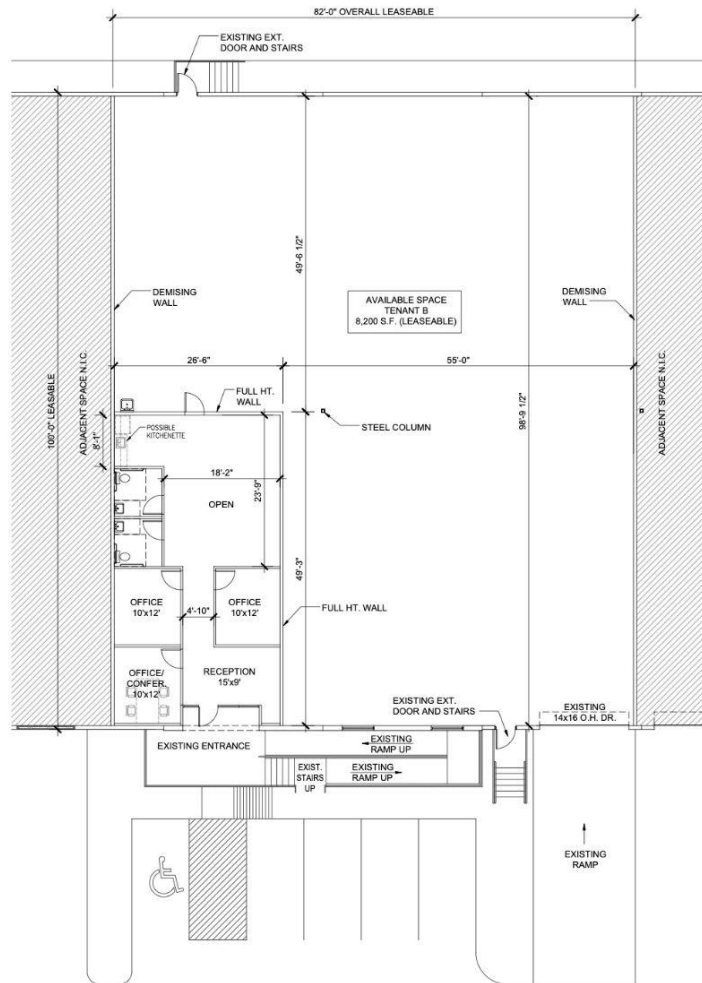 82'-0" OVERALL LEASEABLE
EXISTING EXT.
DOOR AND STAIRS
49'-6 1/2"
DEMISING
WALL
AVAILABLE SPACE
TENANT B
8,200 S.F. (LEASEABLE)
DEMISING
WALL
26'-6"
55'-0"
100'-0" LEASABLE
ADJACENT SPACE N.I.C.
FULL HT.
WALL
98'-9 1/2"
ADJACENT SPACE N.I.C.
POSSIBLE
KITCHENETTE
STEEL COLUMN
8'-1"
18'-2"
23'-9"
OPEN
49'-3"
OFFICE
10'x12'
4'-10"
OFFICE
10'x12'
FULL HT. WALL
OFFICE/
CONFER.
10'x12'
RECEPTION
15'x9'
EXISTING EXT.
DOOR AND STAIRS
EXISTING
14x16 O.H. DR.
EXISTING ENTRANCE
EXISTING
RAMP UP
EXIST.
STAIRS
UP
EXISTING
RAMP UP
EXISTING
RAMP